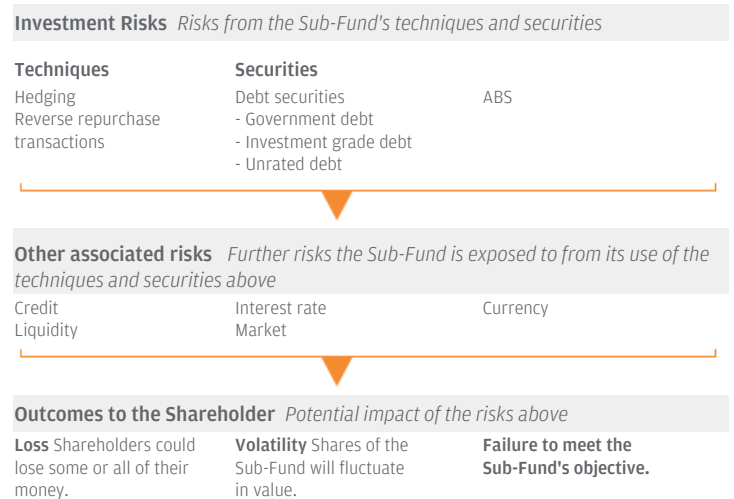 Investment Risks Risks from the Sub-Fund's techniques and securities
Techniques
Hedging
Reverse repurchase
transactions
Securities
Debt securities
- Government debt
- Investment grade debt
- Unrated debt
ABS
Other associated risks Further risks the Sub-Fund is exposed to from its use of the
techniques and securities above
Credit
Liquidity
Interest rate
Market
Currency
Outcomes to the Shareholder Potential impact of the risks above
Loss Shareholders could
lose some or all of their
money.
Volatility Shares of the
Sub-Fund will fluctuate
in value.
Failure to meet the
Sub-Fund's objective.